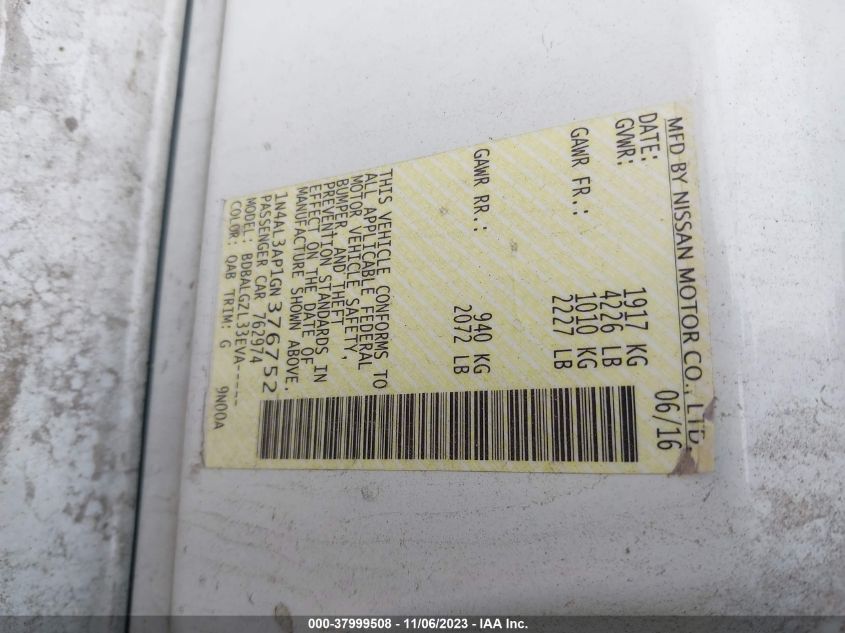 MFD BY NISSAN MOTOR CO., LTD.
DATE: 06/16
GVWR: 1917 KG
4226 LB
GAWR FR.: 1010 KG
2227 LB
GAWR RR.: 940 KG
2072 LB
THIS VEHICLE CONFORMS TO
ALL APPLICABLE FEDERAL
MOTOR VEHICLE SAFETY,
BUMPER, AND THEFT
PREVENTION STANDARDS IN
EFFECT ON THE DATE OF
MANUFACTURE SHOWN ABOVE.
1N4AL3AP1GN376752
PASSENGER CAR 762974
MODEL: BDBALGZL33EVA-----
COLOR: QAB TRIM: G 9N00A
000-37999508 - 11/06/2023 - IAA Inc.